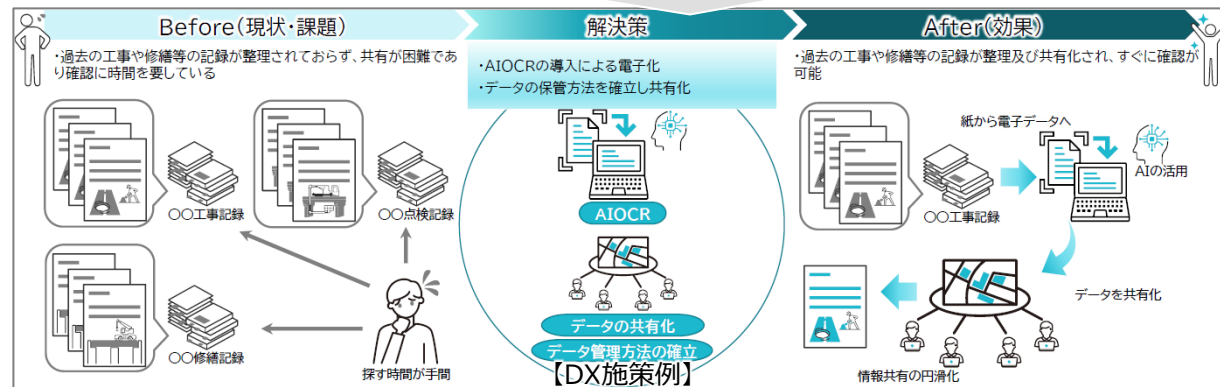 Before(現状・課題)
・過去の工事や修繕等の記録が整理されておらず、共有が困難であ
り確認に時間を要している
〇〇工事記録
〇〇点検記録
〇〇修繕記録
探す時間が手間
解決策
・AIOCRの導入による電子化
・データの保管方法を確立し共有化
AIOCR
データの共有化
データ管理方法の確立
【DX施策例】
After(効果)
・過去の工事や修繕等の記録が整理及び共有化され、すぐに確認が
可能
紙から電子データへ
AIの活用
〇〇工事記録
データを共有化
情報共有の円滑化